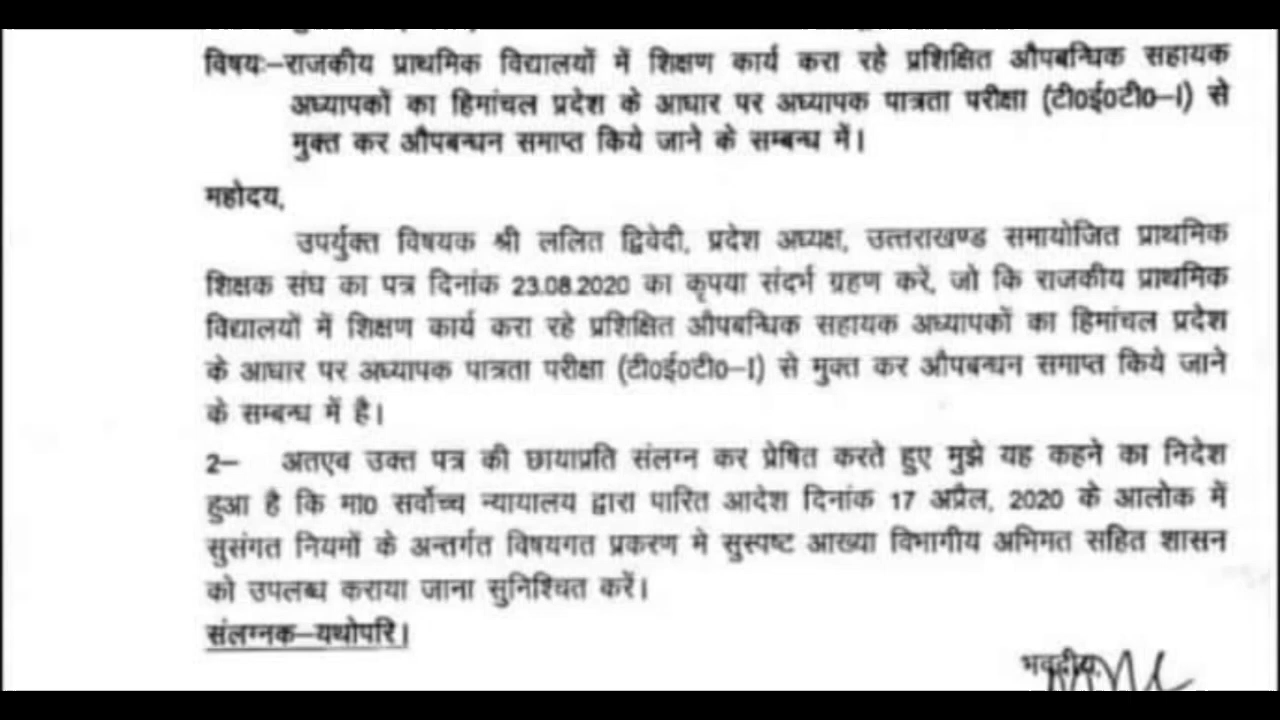 विषयः–राजकीय प्राथमिक विद्यालयों में शिक्षण कार्य करा रहे प्रशिक्षित औपबन्धिक सहायक
अध्यापकों का हिमांचल प्रदेश के आधार पर अध्यापक पात्रता परीक्षा (टी0ई0टी0–I) से
मुक्त कर औपबन्धन समाप्त किये जाने के सम्बन्ध में।
महोदय,
उपर्युक्त विषयक श्री ललित द्विवेदी, प्रदेश अध्यक्ष, उत्तराखण्ड समायोजित प्राथमिक
शिक्षक संघ का पत्र दिनांक 23.08.2020 का कृपया संदर्भ ग्रहण करें, जो कि राजकीय प्राथमिक
विद्यालयों में शिक्षण कार्य करा रहे प्रशिक्षित औपबन्धिक सहायक अध्यापकों का हिमांचल प्रदेश
के आधार पर अध्यापक पात्रता परीक्षा (टी0ई0टी0–I) से मुक्त कर औपबन्धन समाप्त किये जाने
के सम्बन्ध में है।
2– अतएव उक्त पत्र की छायाप्रति संलग्न कर प्रेषित करते हुए मुझे यह कहने का निदेश
हुआ है कि मा0 सर्वोच्च न्यायालय द्वारा पारित आदेश दिनांक 17 अप्रैल, 2020 के आलोक में
सुसंगत नियमों के अन्तर्गत विषयगत प्रकरण मे सुस्पष्ट आख्या विभागीय अभिमत सहित शासन
को उपलब्ध कराया जाना सुनिश्चित करें।
संलग्नक–यथोपरि।
भवदीय,